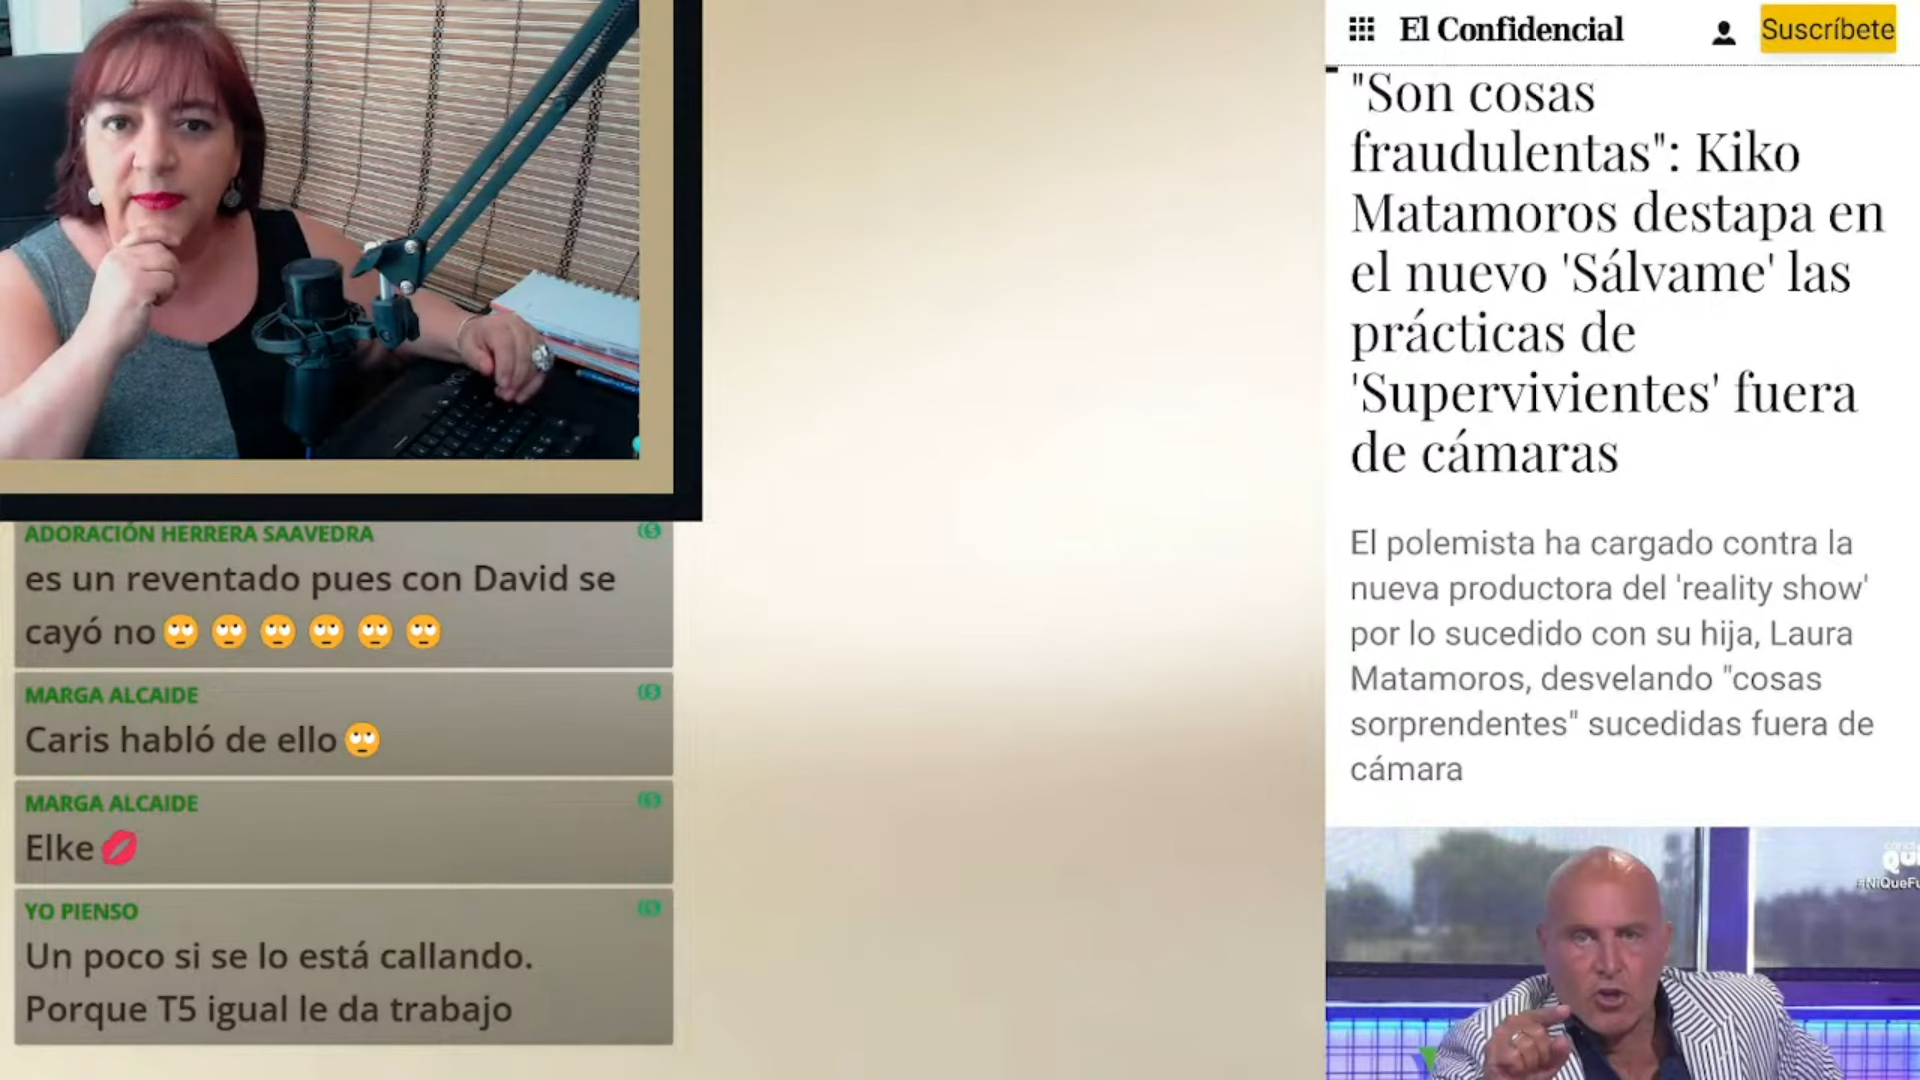 ADORACIÓN HERRERA SAAVEDRA
es un reventado pues con David se
cayó no🙄🙄🙄🙄🙄🙄
MARGA ALCAIDE
Caris habló de ello🙄
MARGA ALCAIDE
Elke💋
YO PIENSO
Un poco si se lo está callando.
Porque T5 igual le da trabajo
El Confidencial
Suscríbete
"Son cosas
fraudulentas": Kiko
Matamoros destapa en
el nuevo 'Sálvame' las
prácticas de
'Supervivientes' fuera
de cámaras
El polemista ha cargado contra la
nueva productora del 'reality show'
por lo sucedido con su hija, Laura
Matamoros, desvelando "cosas
sorprendentes" sucedidas fuera de
cámara